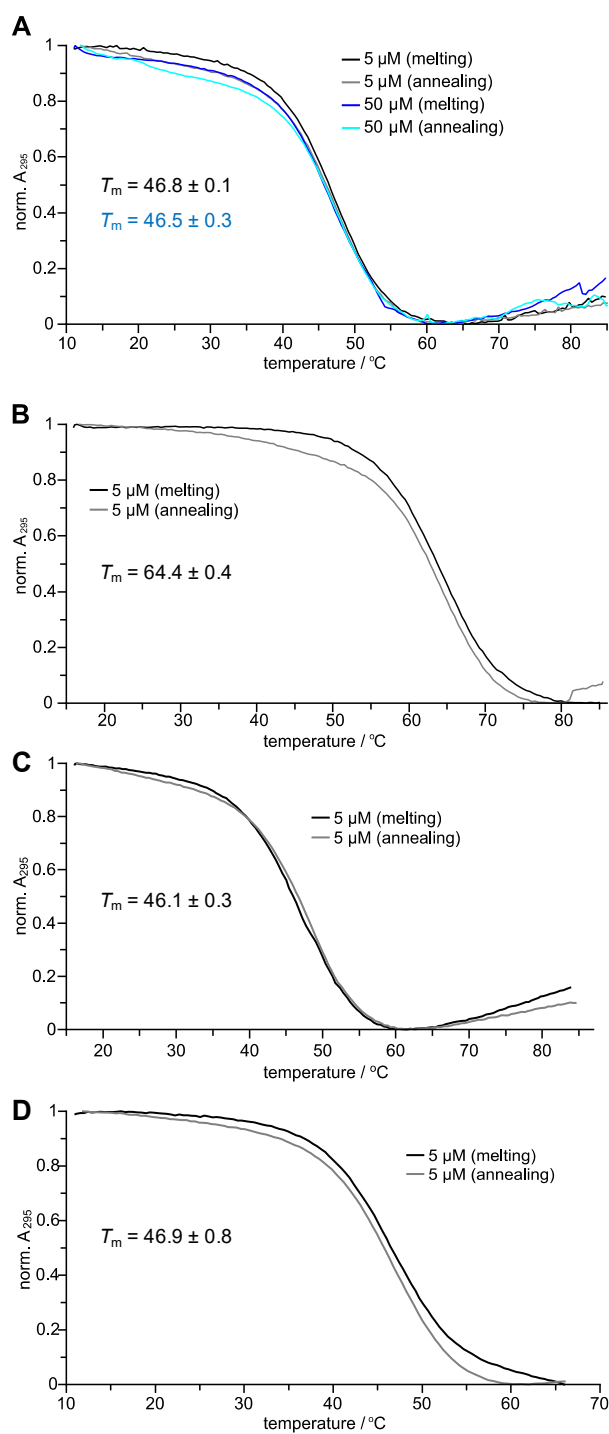 A
1
0.8
0.6
0.4
0.2
0
norm. A295
5 µM (melting)
5 µM (annealing)
50 µM (melting)
50 µM (annealing)
Tm = 46.8 ± 0.1
Tm = 46.5 ± 0.3
10 20 30 40 50 60 70 80
temperature / °C
B
1
0.8
0.6
0.4
0.2
0
norm. A295
5 µM (melting)
5 µM (annealing)
Tm = 64.4 ± 0.4
20 30 40 50 60 70 80
temperature / °C
C
1
0.8
0.6
0.4
0.2
0
norm. A295
5 µM (melting)
5 µM (annealing)
Tm = 46.1 ± 0.3
20 30 40 50 60 70 80
temperature / °C
D
1
0.8
0.6
0.4
0.2
0
norm. A295
5 µM (melting)
5 µM (annealing)
Tm = 46.9 ± 0.8
10 20 30 40 50 60 70
temperature / °C